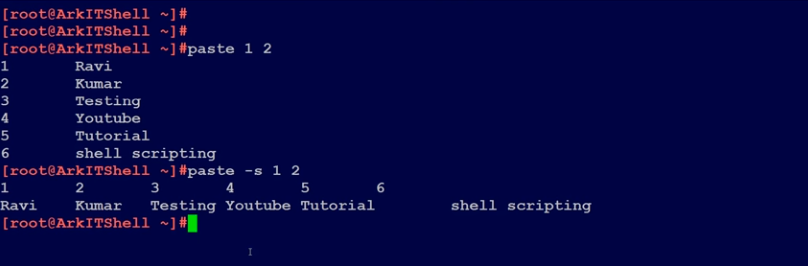 [root@ArkITShell ~]#
[root@ArkITShell ~]#
[root@ArkITShell ~]#paste 1 2
1 Ravi
2 Kumar
3 Testing
4 Youtube
5 Tutorial
6 shell scripting
[root@ArkITShell ~]#paste -s 1 2
1 2 3 4 5 6
Ravi Kumar Testing Youtube Tutorial shell scripting
[root@ArkITShell ~]#